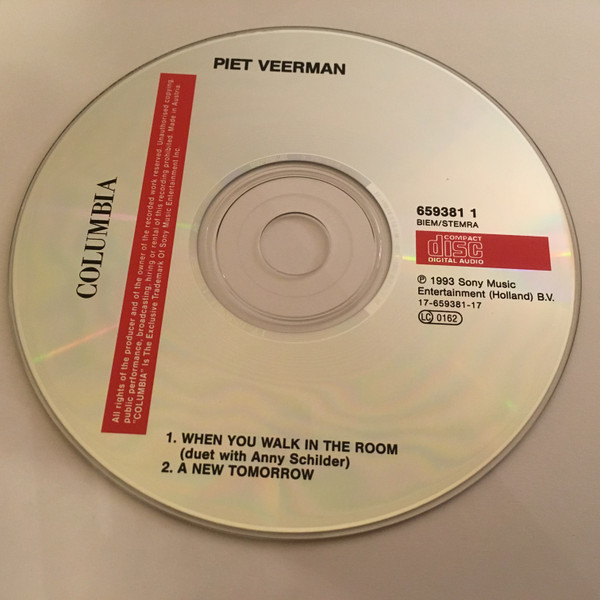 PIET VEERMAN
COLUMBIA
All rights of the producer and of the owner of the recorded work reserved. Unauthorised copying,
public performance, broadcasting, hiring or rental of this recording prohibited. Made in Austria
"COLUMBIA" Is The Exclusive Trademark Of Sony Music Entertainment Inc.
659381 1
BIEM/STEMRA
COMPACT
disc
DIGITAL AUDIO
℗ 1993 Sony Music
Entertainment (Holland) B.V.
17-659381-17
LC 0162
1. WHEN YOU WALK IN THE ROOM
(duet with Anny Schilder)
2. A NEW TOMORROW